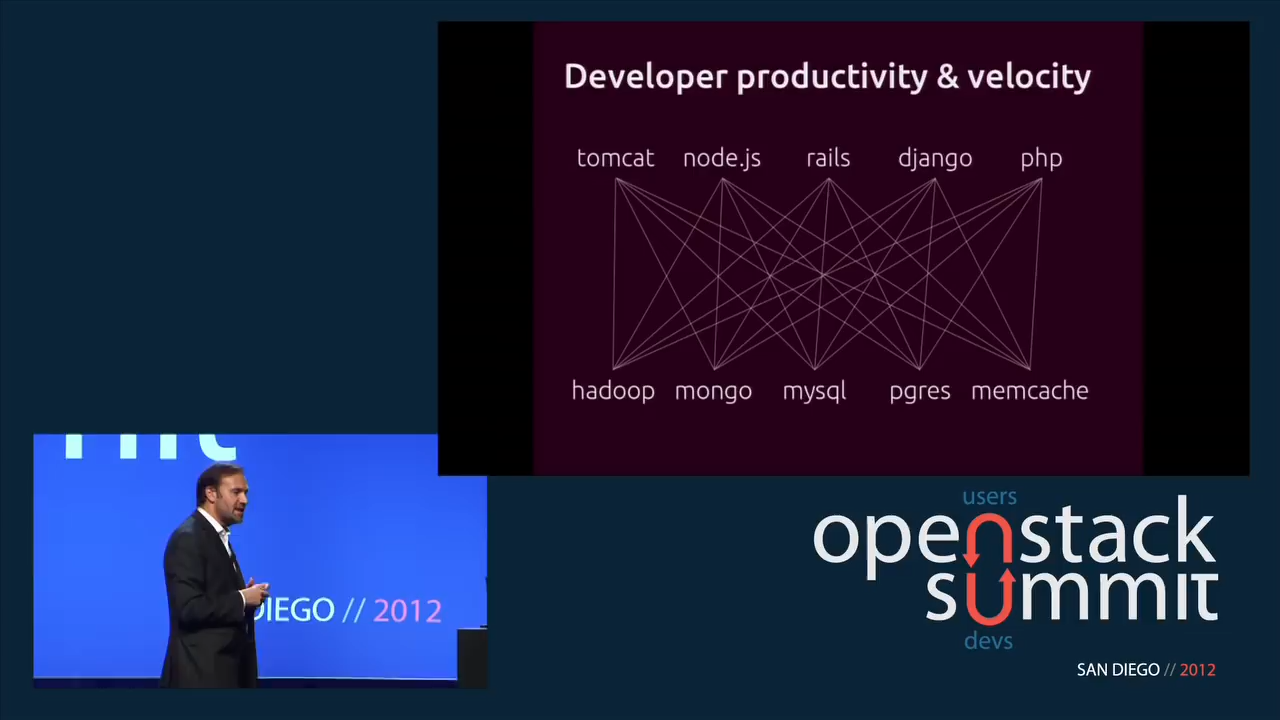 Developer productivity & velocity
tomcat node.js rails django php
hadoop mongo mysql pgres memcache
DIEGO // 2012
users
openstack
summit
devs
SAN DIEGO // 2012